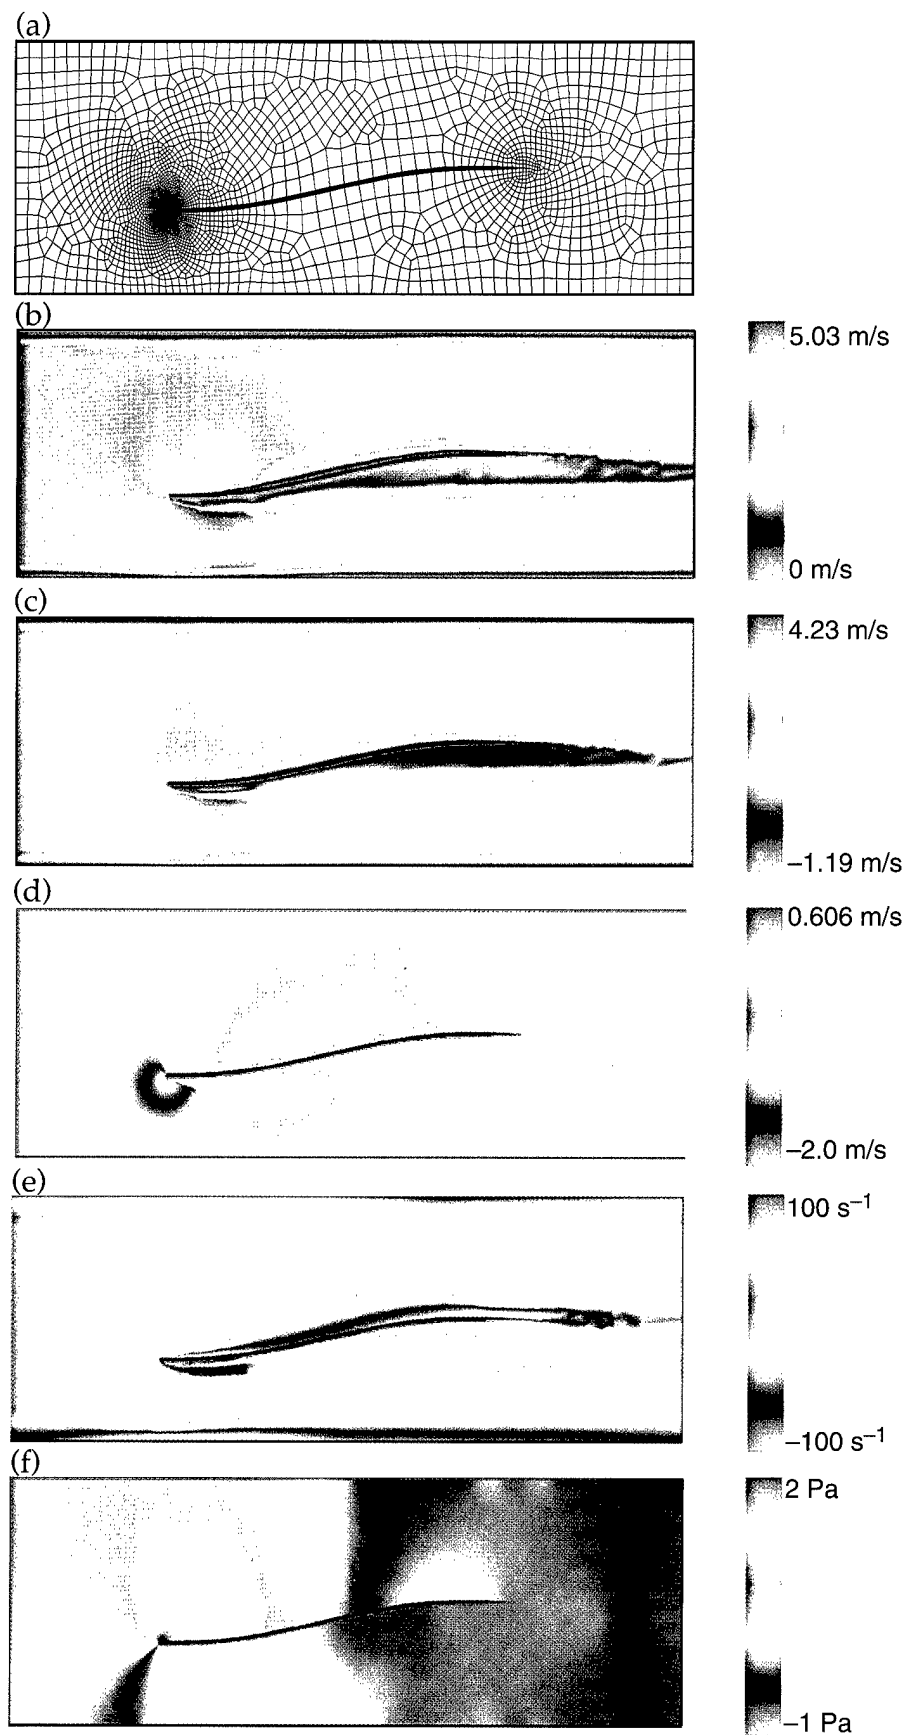 (a)
(b)
5.03 m/s
0 m/s
(c)
4.23 m/s
–1.19 m/s
(d)
0.606 m/s
–2.0 m/s
(e)
100 s⁻¹
–100 s⁻¹
(f)
2 Pa
–1 Pa